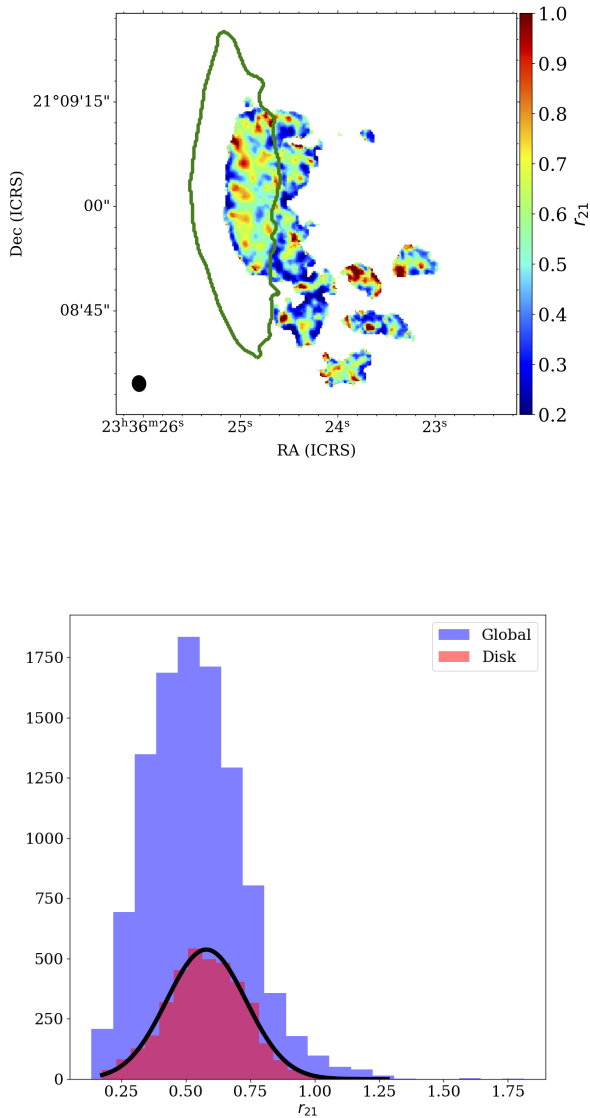 1.0
0.9
21°09'15"
0.8
0.7
00"
0.6
0.5
08'45"
0.4
0.3
0.2
Dec (ICRS)
r₂₁
23ʰ36ᵐ26ˢ 25ˢ 24ˢ 23ˢ
RA (ICRS)
Global
Disk
1750
1500
1250
1000
750
500
250
0
0.25 0.50 0.75 1.00 1.25 1.50 1.75
r₂₁